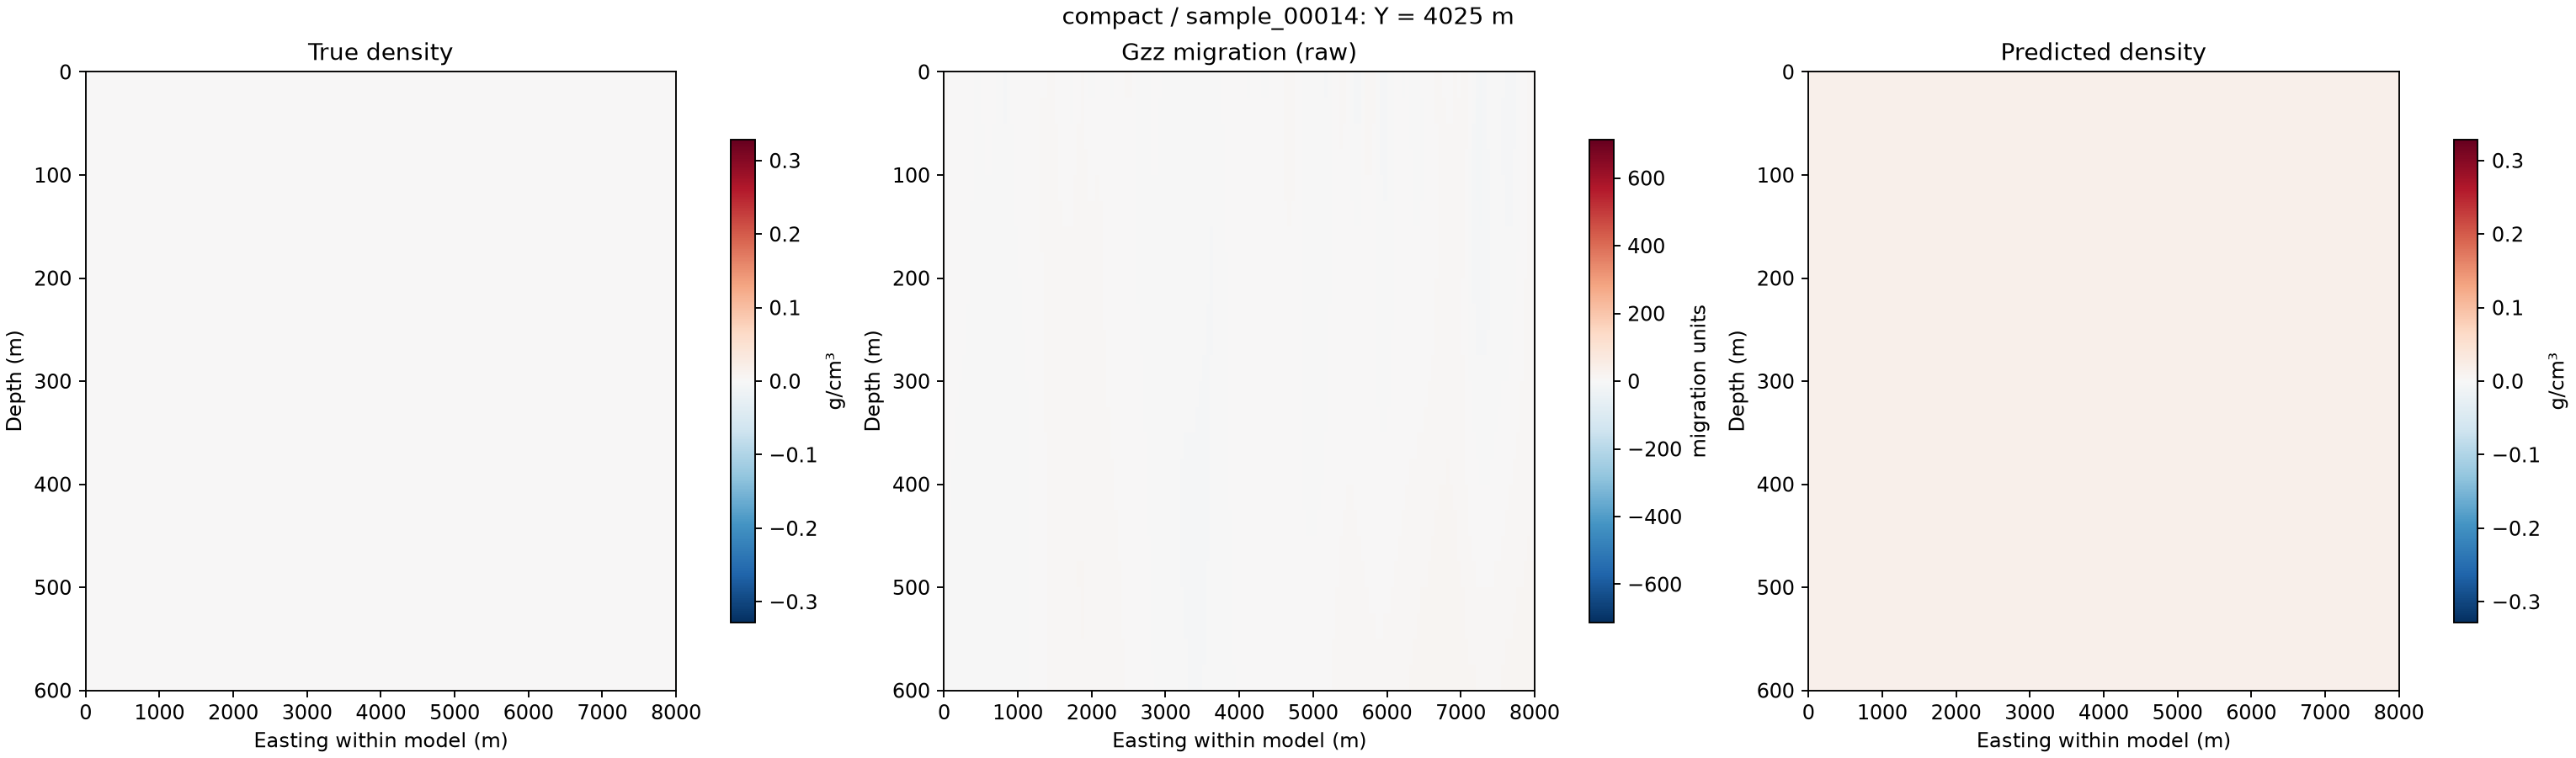 compact / sample_00014: Y = 4025 m
True density
0
100
200
300
400
500
600
Depth (m)
0 1000 2000 3000 4000 5000 6000 7000 8000
Easting within model (m)
0.3
0.2
0.1
0.0
−0.1
−0.2
−0.3
g/cm³
Gzz migration (raw)
0
100
200
300
400
500
600
Depth (m)
0 1000 2000 3000 4000 5000 6000 7000 8000
Easting within model (m)
600
400
200
0
−200
−400
−600
migration units
Predicted density
0
100
200
300
400
500
600
Depth (m)
0 1000 2000 3000 4000 5000 6000 7000 8000
Easting within model (m)
0.3
0.2
0.1
0.0
−0.1
−0.2
−0.3
g/cm³